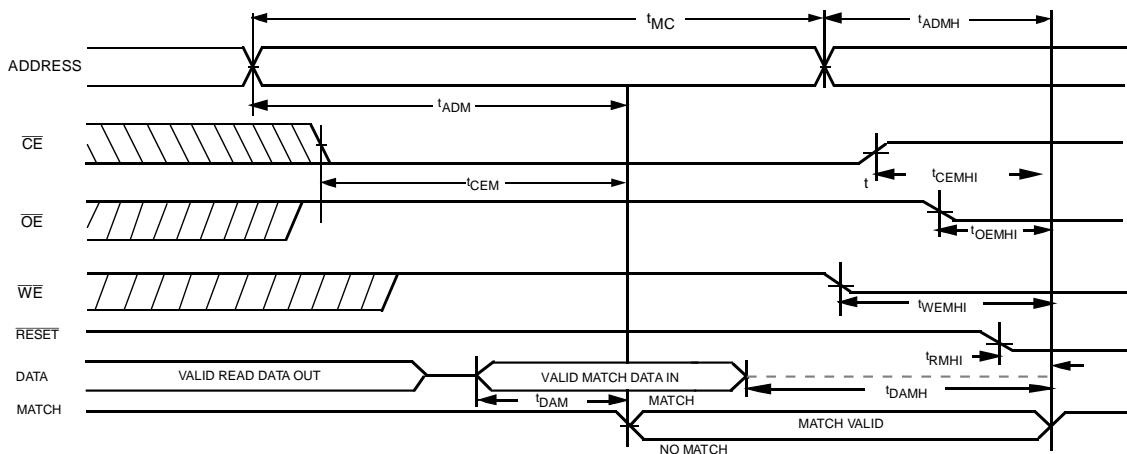 tMC
tADMH
ADDRESS
tADM
CE
tCEM
t
tCEMHI
OE
tOEMHI
WE
tWEMHI
RESET
tRMHI
DATA
VALID READ DATA OUT
VALID MATCH DATA IN
tDAM
tDAMH
MATCH
MATCH
MATCH VALID
NO MATCH